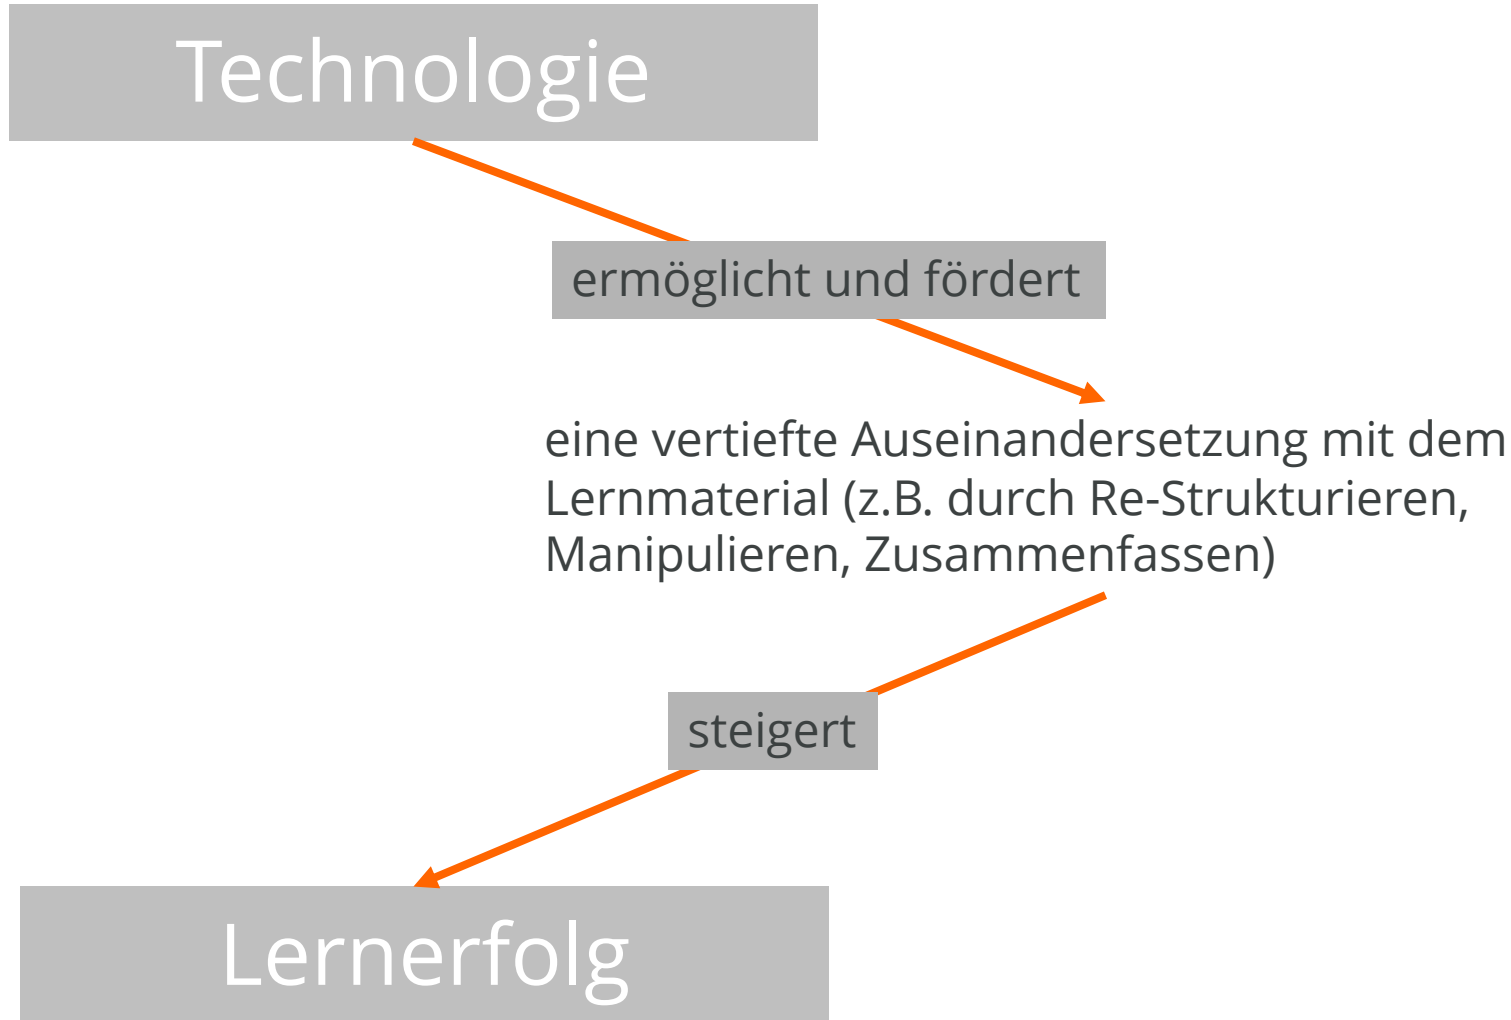 Technologie
ermöglicht und fördert
eine vertiefte Auseinandersetzung mit dem
Lernmaterial (z.B. durch Re-Strukturieren,
Manipulieren, Zusammenfassen)
steigert
Lernerfolg